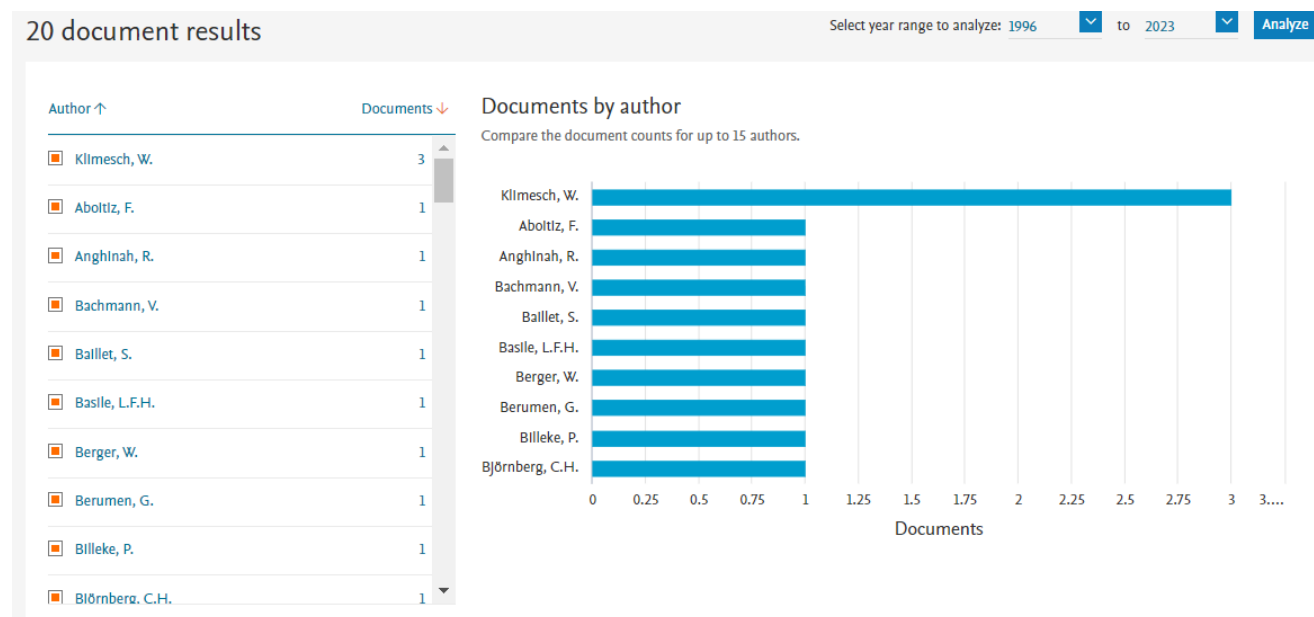 20 document results
Select year range to analyze: 1996 to 2023 Analyze
Author ↑ Documents ↓
Klimesch, W. 3
Aboitiz, F. 1
Anghinah, R. 1
Bachmann, V. 1
Baillet, S. 1
Basile, L.F.H. 1
Berger, W. 1
Berumen, G. 1
Billeke, P. 1
Björnberg, C.H. 1
Documents by author
Compare the document counts for up to 15 authors.
Klimesch, W.
Aboitiz, F.
Anghinah, R.
Bachmann, V.
Baillet, S.
Basile, L.F.H.
Berger, W.
Berumen, G.
Billeke, P.
Björnberg, C.H.
0 0.25 0.5 0.75 1 1.25 1.5 1.75 2 2.25 2.5 2.75 3 3....
Documents